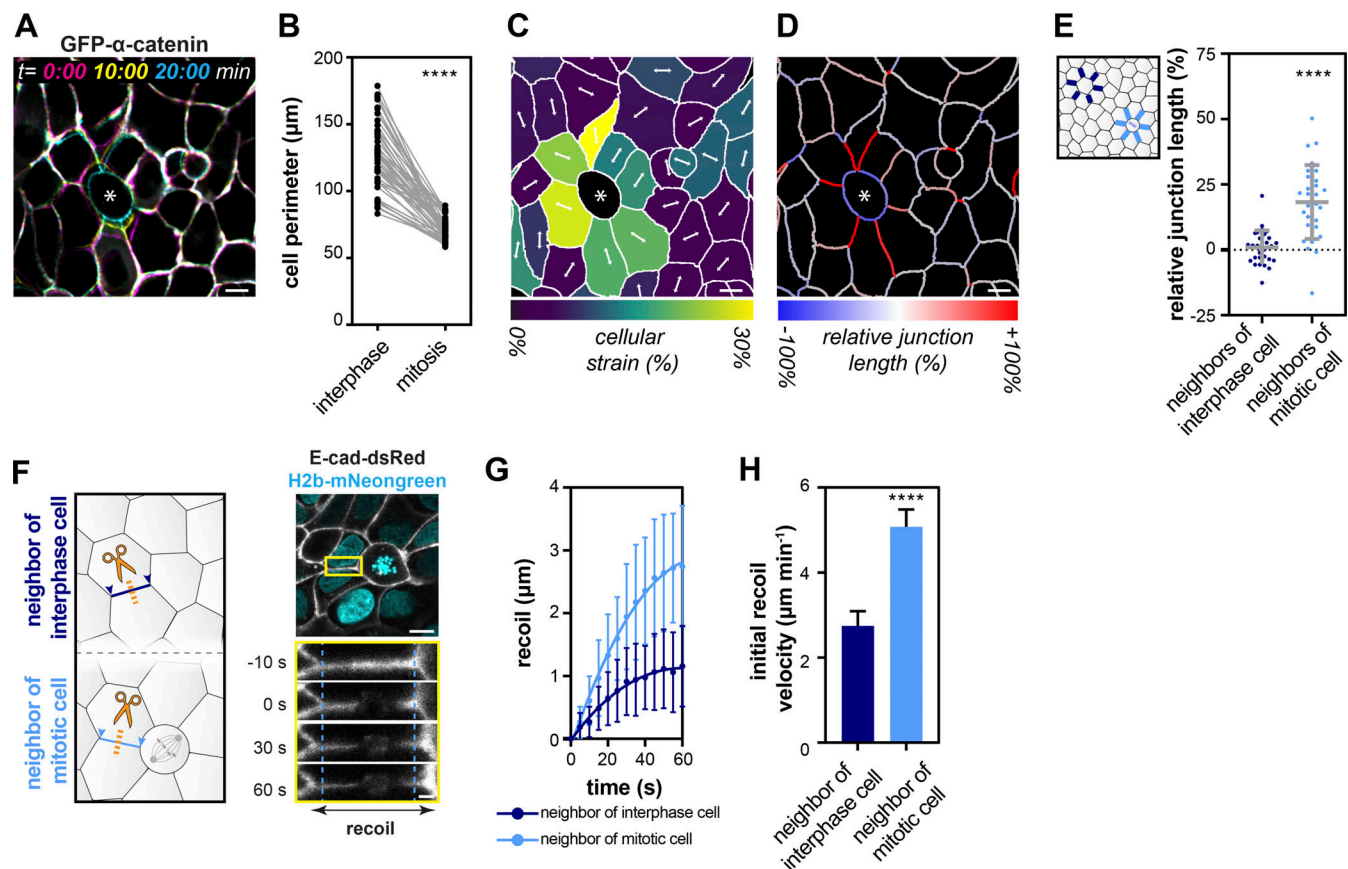 A
GFP-α-catenin
t= 0:00 10:00 20:00 min
*
B
cell perimeter (µm)
200
150
100
50
0
****
interphase
mitosis
C
*
0%
30%
cellular
strain (%)
D
*
-100%
+100%
relative junction
length (%)
E
relative junction length (%)
75
50
25
0
-25
****
neighbors of
interphase cell
neighbors of
mitotic cell
F
neighbor of
interphase cell
neighbor of
mitotic cell
E-cad-dsRed
H2b-mNeongreen
-10 s
0 s
30 s
60 s
recoil
G
recoil (µm)
4
3
2
1
0
0
20
40
60
time (s)
neighbor of interphase cell
neighbor of mitotic cell
H
initial recoil
velocity (µm min⁻¹)
6
4
2
0
****
neighbor of
interphase cell
neighbor of
mitotic cell